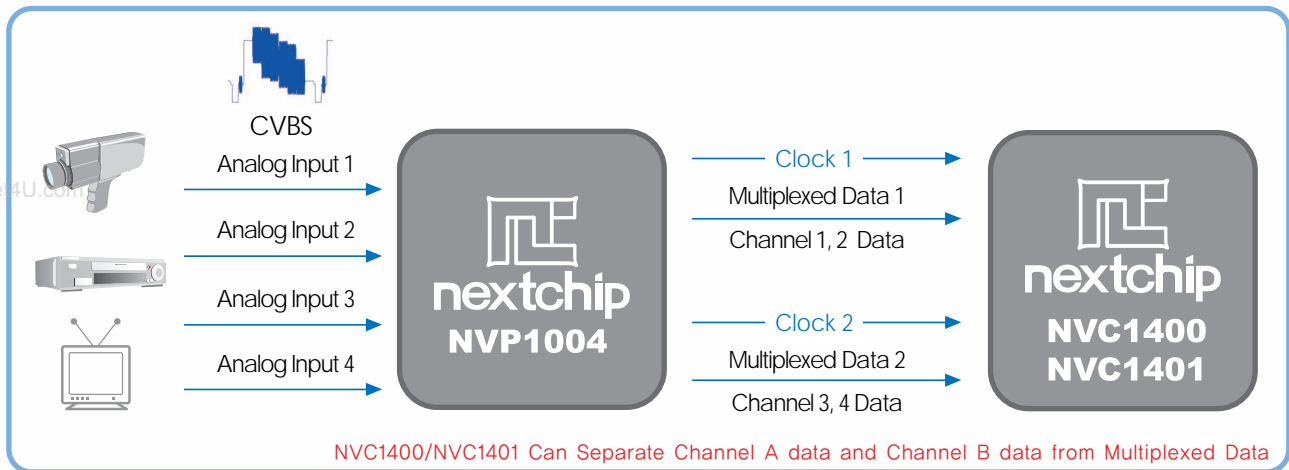 CVBS
Analog Input 1
Analog Input 2
Analog Input 3
Analog Input 4
nextchip
NVP1004
Clock 1
Multiplexed Data 1
Channel 1, 2 Data
Clock 2
Multiplexed Data 2
Channel 3, 4 Data
nextchip
NVC1400
NVC1401
et4U.com
NVC1400/NVC1401 Can Separate Channel A data and Channel B data from Multiplexed Data